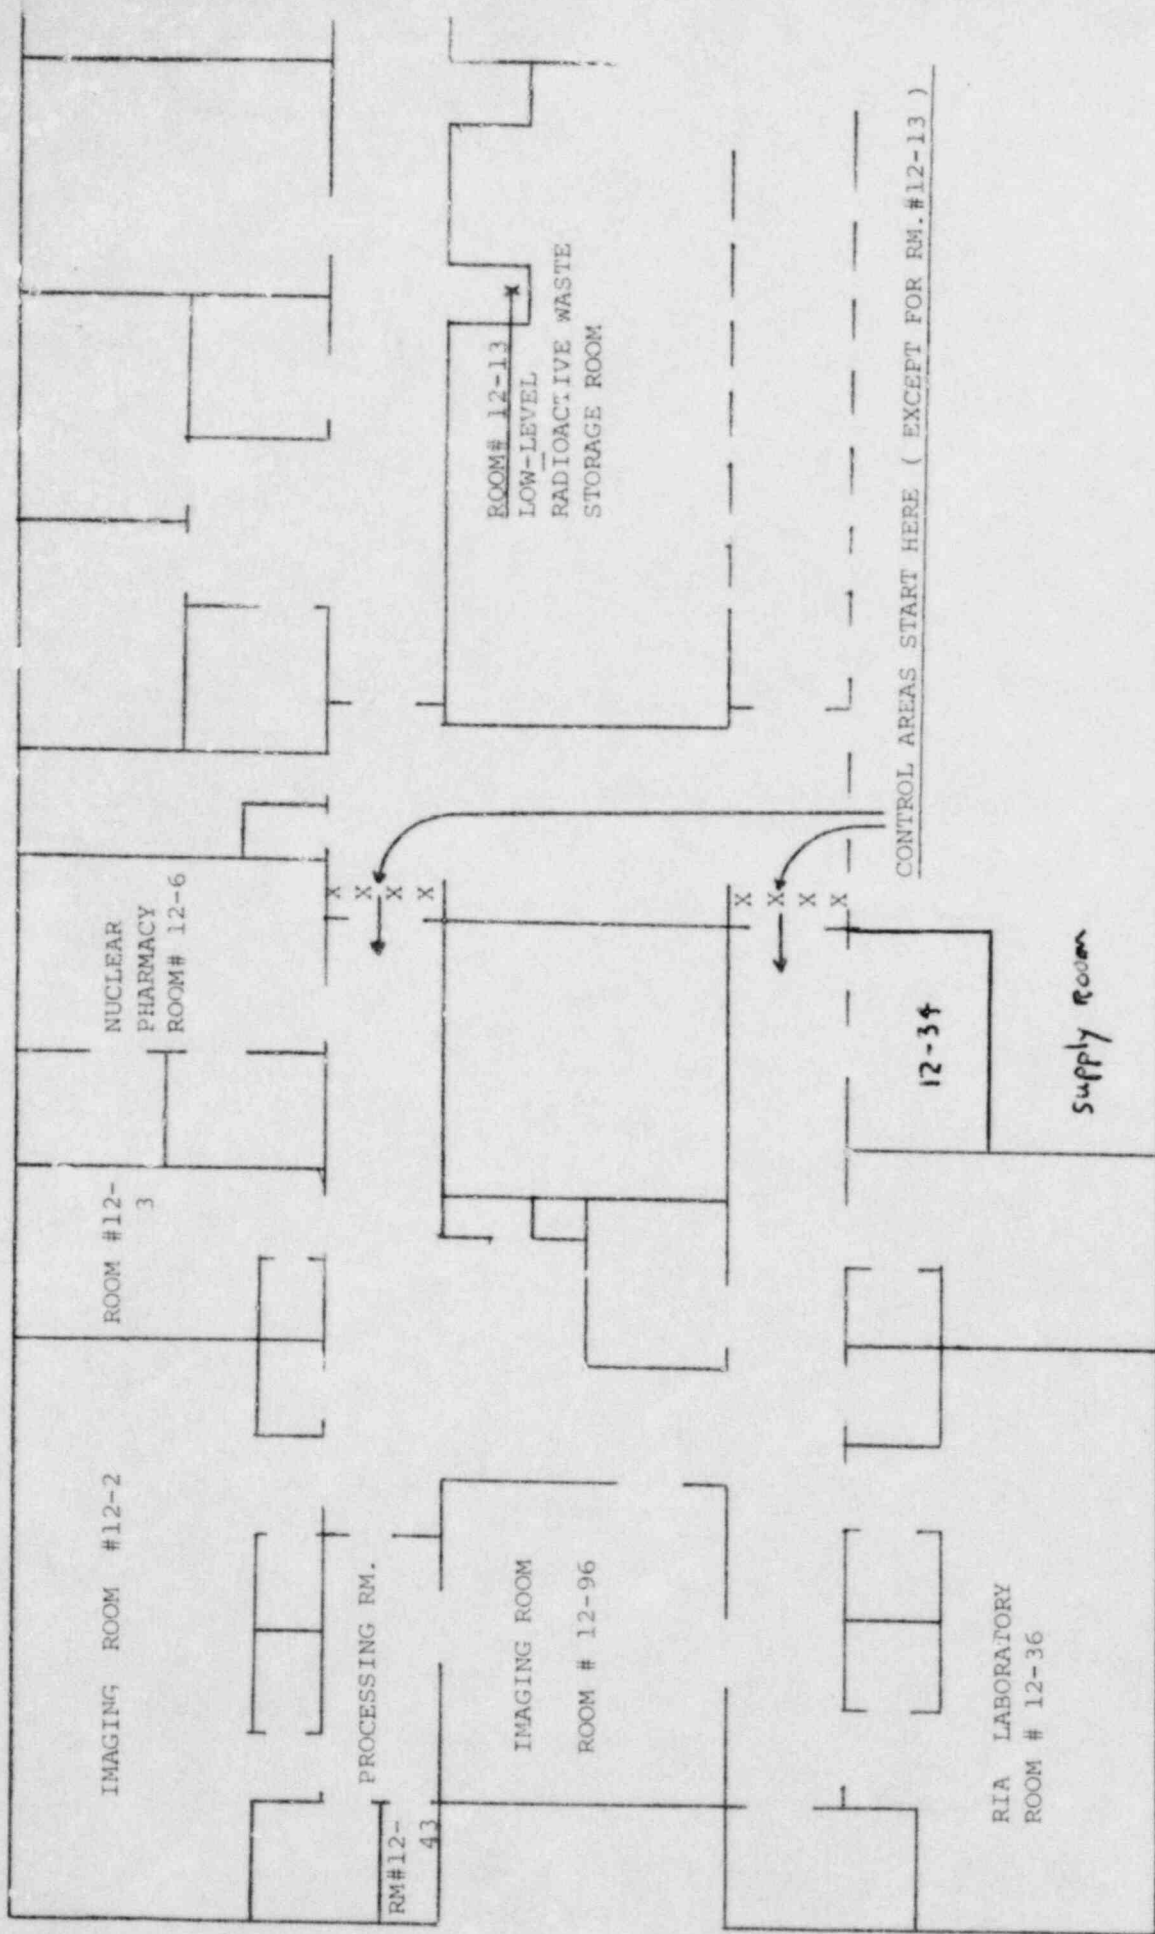 IMAGING ROOM #12-2
ROOM #12-
3
NUCLEAR
PHARMACY
ROOM# 12-6
PROCESSING RM.
RM#12-
43
X
X
X
X
IMAGING ROOM
ROOM # 12-96
ROOM# 12-13
LOW-LEVEL
RADIOACTIVE WASTE
STORAGE ROOM
X
X
X
X
X
CONTROL AREAS START HERE ( EXCEPT FOR RM.#12-13 )
12-34
RIA LABORATORY
ROOM # 12-36
Supply Room